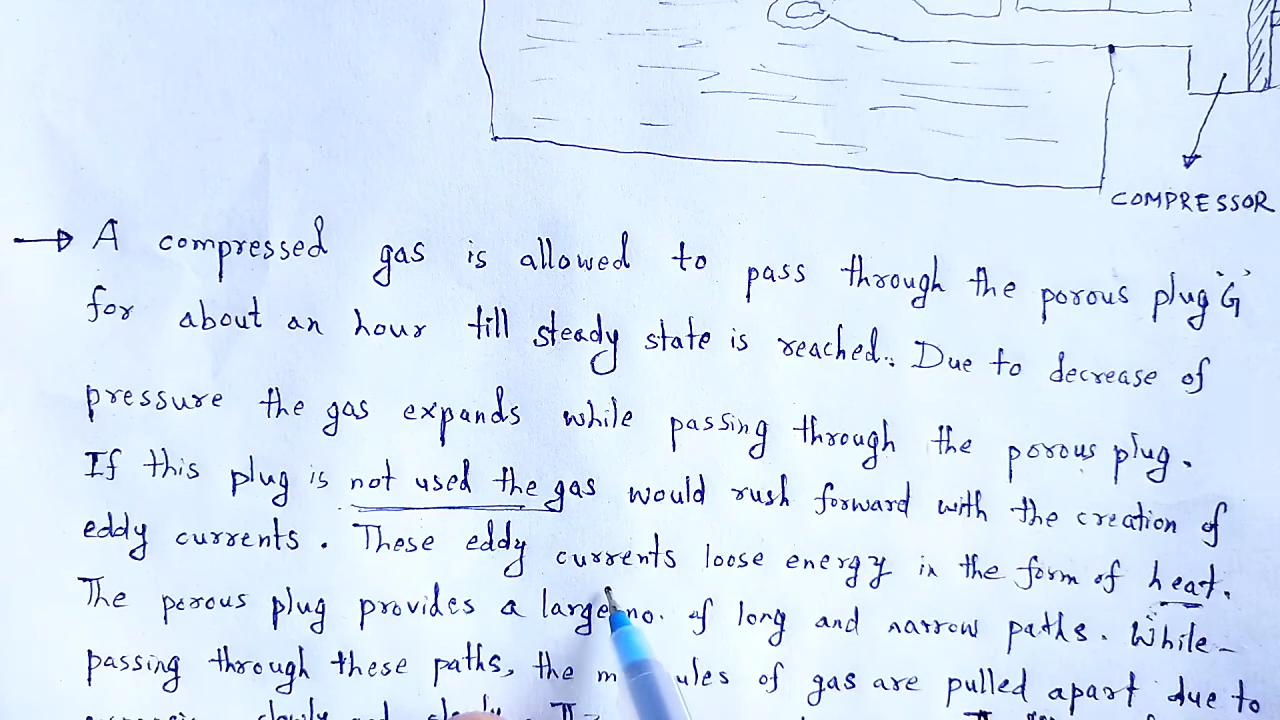 COMPRESSOR
→ A compressed gas is allowed to pass through the porous plug 'G'
for about an hour till steady state is reached. Due to decrease of
pressure the gas expands while passing through the porous plug.
If this plug is not used the gas would rush forward with the creation of
eddy currents. These eddy currents loose energy in the form of heat.
The porous plug provides a large no. of long and narrow paths. While
passing through these paths, the of gas are pulled apart due to
slowly and